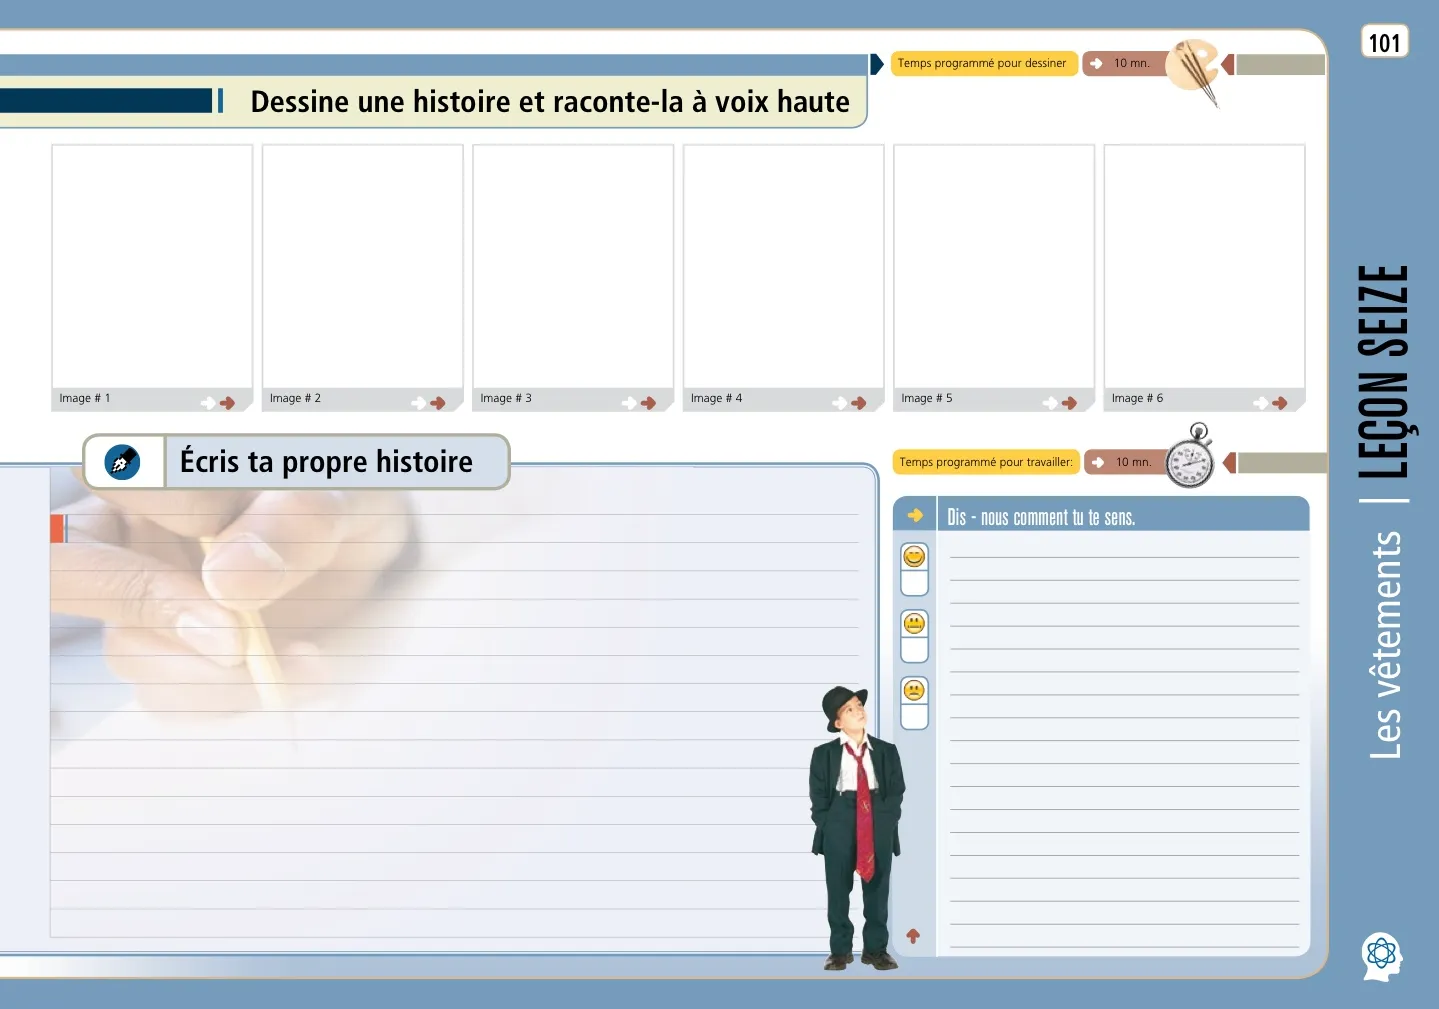 101
Temps programmé pour dessiner
10 mn.
Dessine une histoire et raconte-la à voix haute
Image # 1
Image # 2
Image # 3
Image # 4
Image # 5
Image # 6
Écris ta propre histoire
Temps programmé pour travailler:
10 mn.
Dis - nous comment tu te sens.
Les vêtements | LEÇON SEIZE